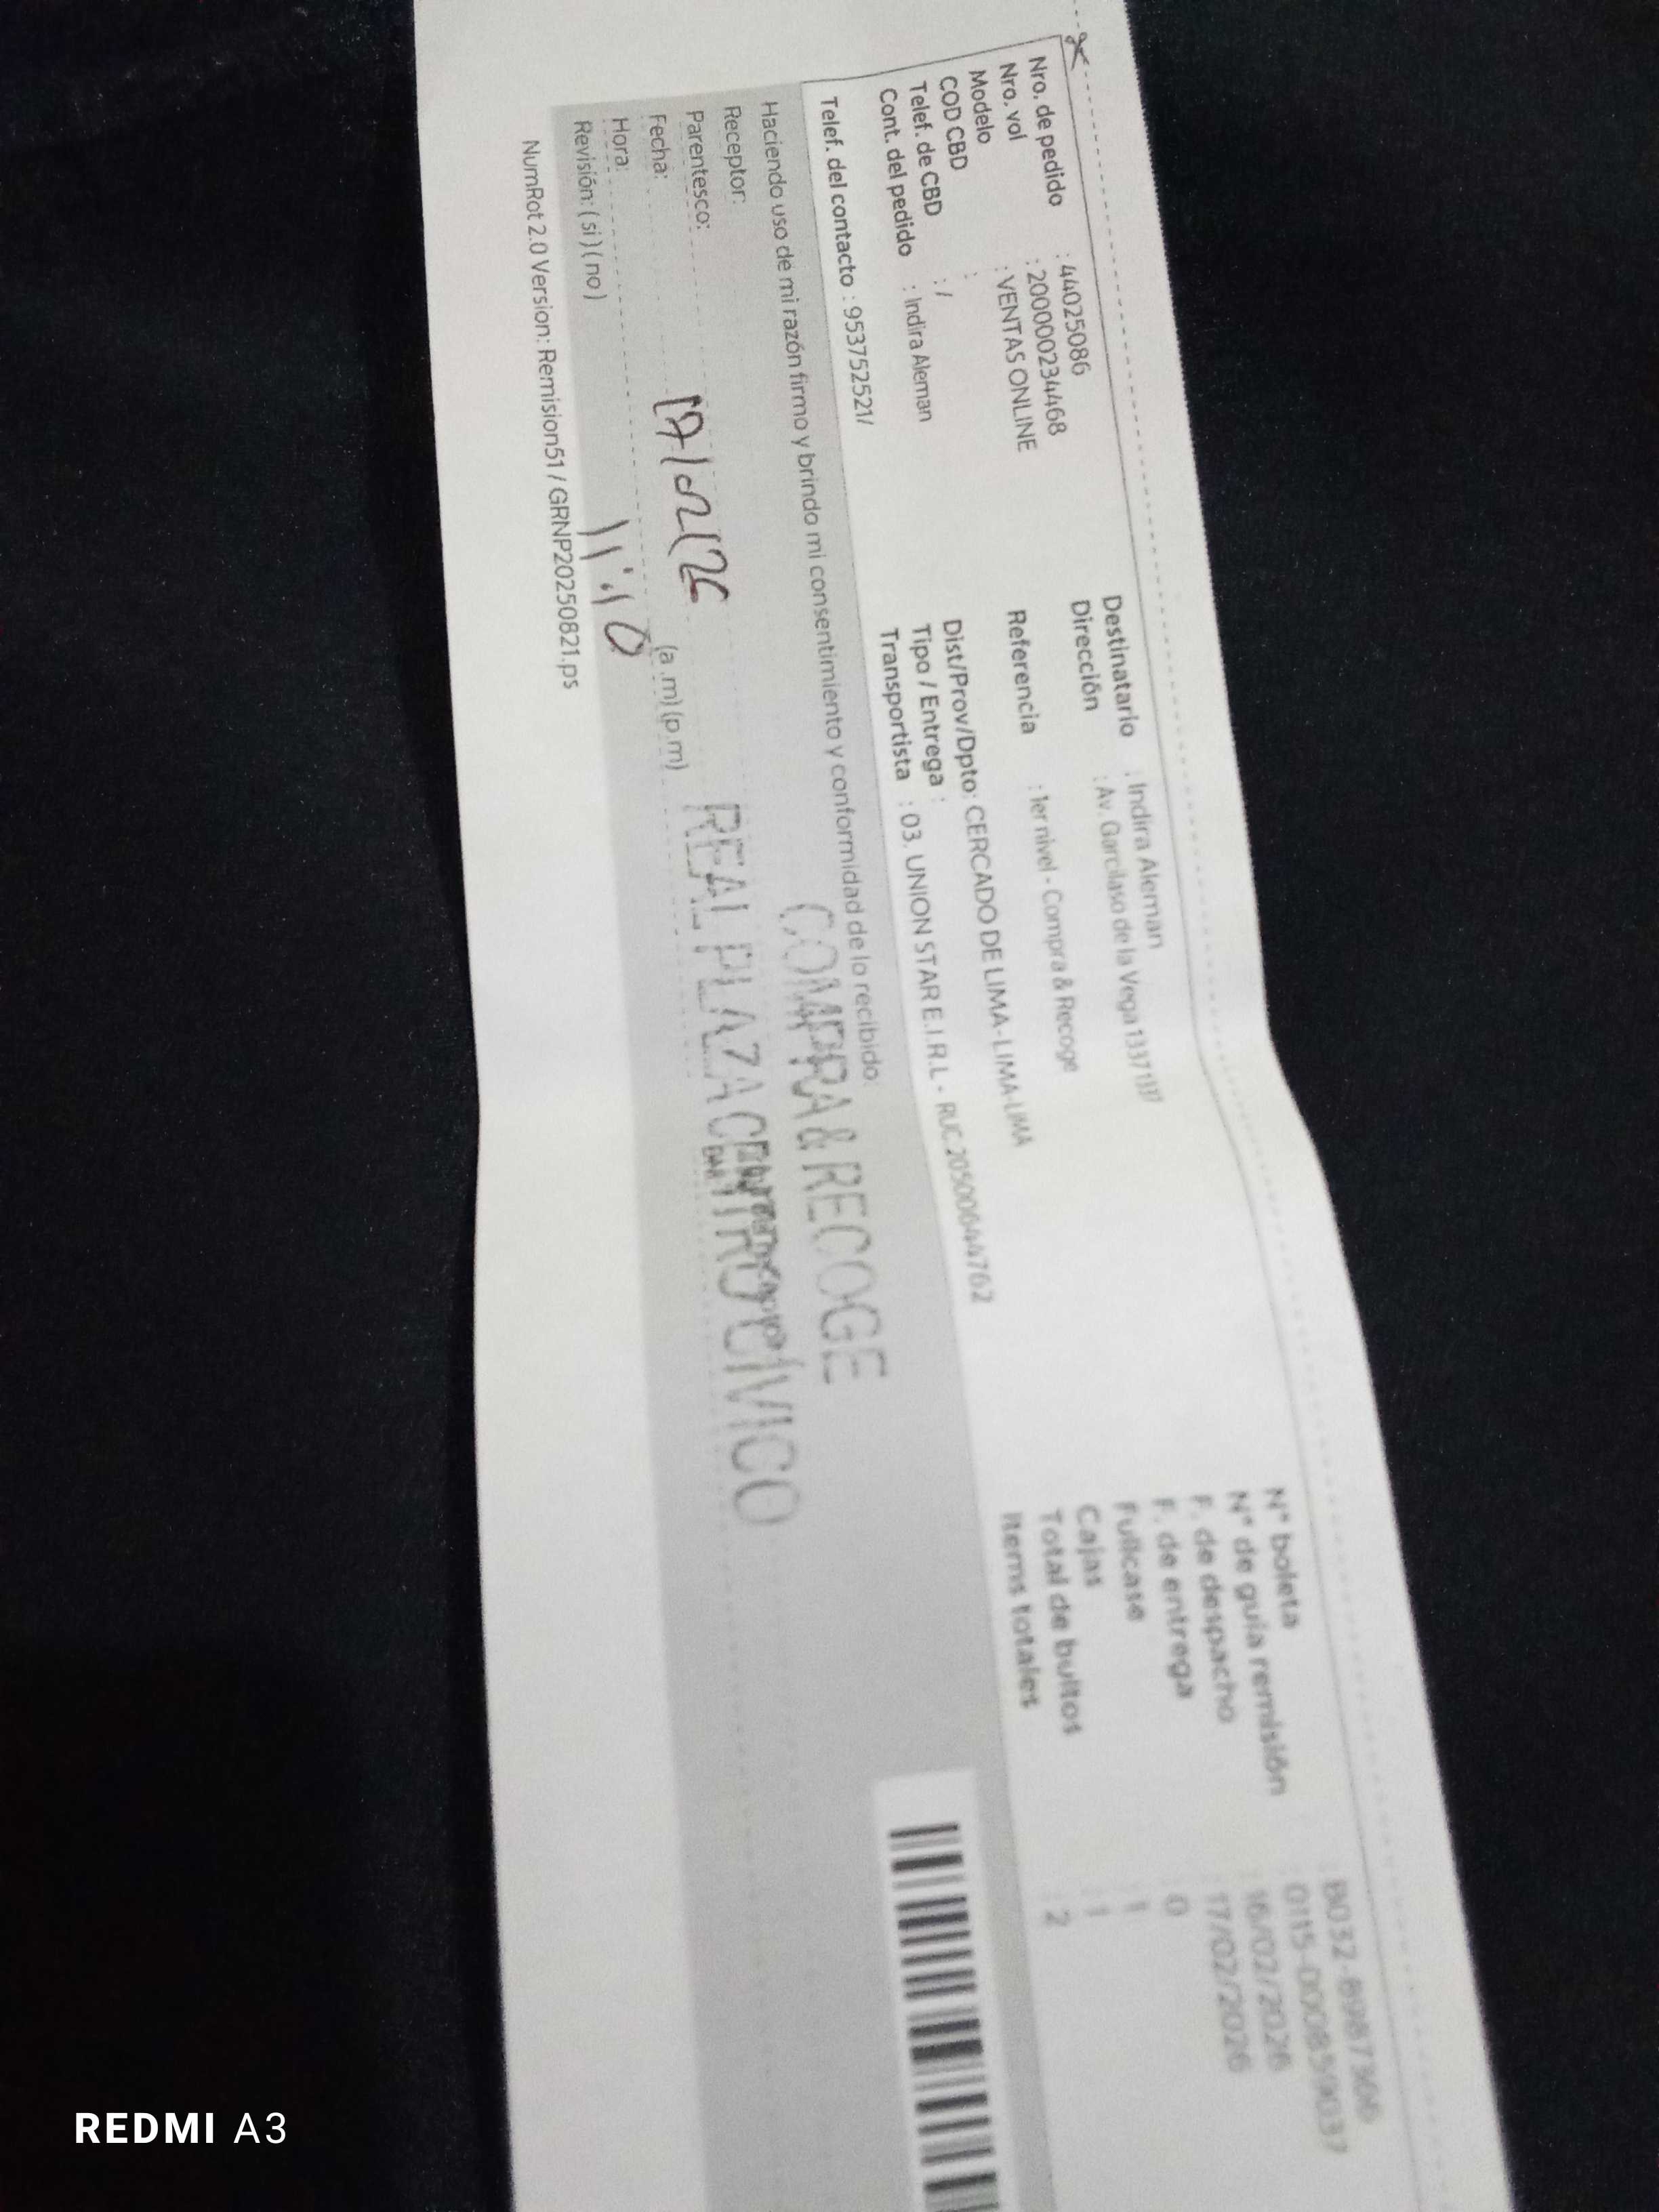 Nro. de pedido : 44025086
Nro. vol : 200000234468
Modelo : VENTAS ONLINE
COD CBD :
Telef. de CBD : /
Cont. del pedido : Indira Aleman
Telef. del contacto : 953752521/
Destinatario : Indira Aleman
Dirección : Av. Garcilaso de la Vega 1337 1337
Referencia : 1er nivel - Compra & Recoge
Dist/Prov/Dpto: CERCADO DE LIMA-LIMA-LIMA
Tipo / Entrega :
Transportista : 03. UNION STAR E.I.R.L - RUC.20500644762
N° boleta
N° de guía remisión
F. de despacho : 16/02/2026
F. de entrega : 17/02/2026
Fullcase : 0
Cajas : 1
Total de bultos : 1
Items totales : 2
Haciendo uso de mi razón firmo y brindo mi consentimiento y conformidad de lo recibido.
Receptor:
Parentesco:
Fecha: 17/02/26
Hora: 11:10 (a .m) (p.m)
Revisión: ( si ) ( no )
COMPRA & RECOGE
REAL PLAZA CENTRO CIVICO
NumRot 2.0 Version: Remision51 / GRNP20250821.ps
REDMI A3